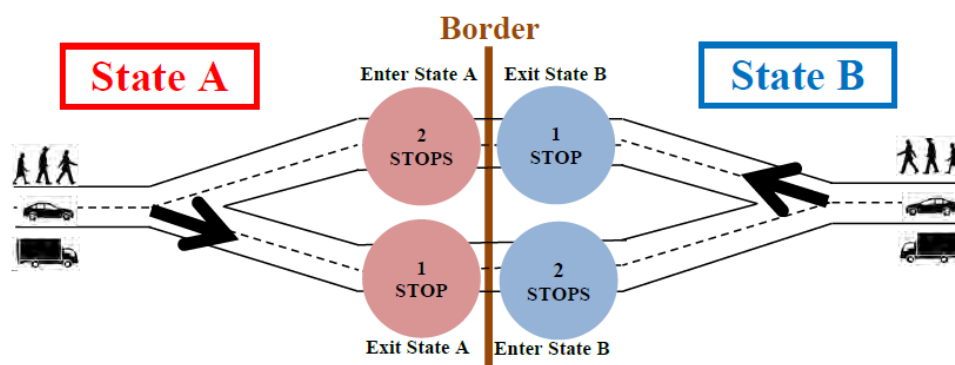 Border
State A
State B
Enter State A
Exit State B
2
STOPS
1
STOP
1
STOP
2
STOPS
Exit State A
Enter State B